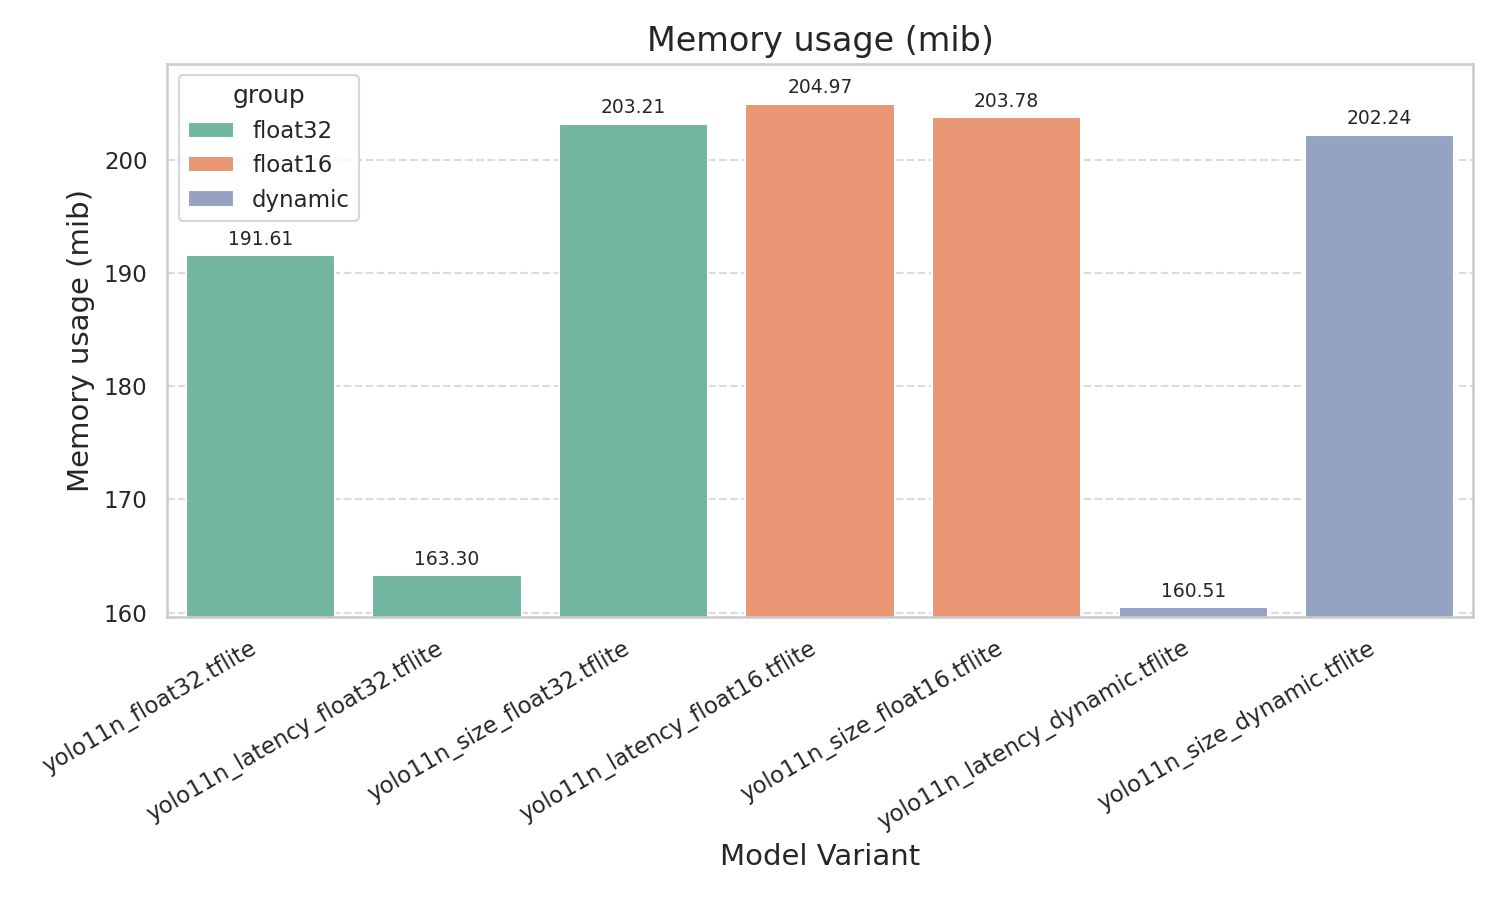 Memory usage (mib)
group
float32
float16
dynamic
191.61
163.30
203.21
204.97
203.78
160.51
202.24
Memory usage (mib)
200
190
180
170
160
yolo11n_float32.tflite
yolo11n_latency_float32.tflite
yolo11n_size_float32.tflite
yolo11n_latency_float16.tflite
yolo11n_size_float16.tflite
yolo11n_latency_dynamic.tflite
yolo11n_size_dynamic.tflite
Model Variant